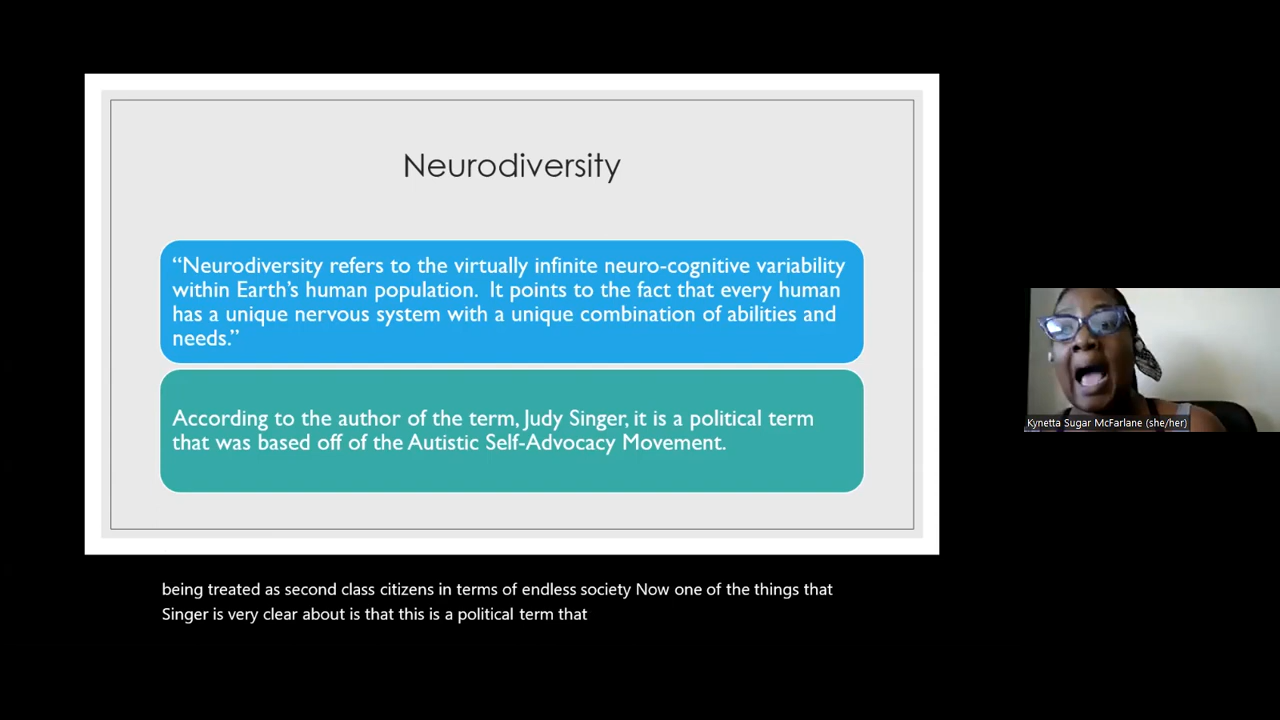 Neurodiversity
“Neurodiversity refers to the virtually infinite neuro-cognitive variability
within Earth’s human population.  It points to the fact that every human
has a unique nervous system with a unique combination of abilities and
needs.”
According to the author of the term, Judy Singer, it is a political term
that was based off of the Autistic Self-Advocacy Movement.
Kynetta Sugar McFarlane (she/her)
being treated as second class citizens in terms of endless society Now one of the things that
Singer is very clear about is that this is a political term that